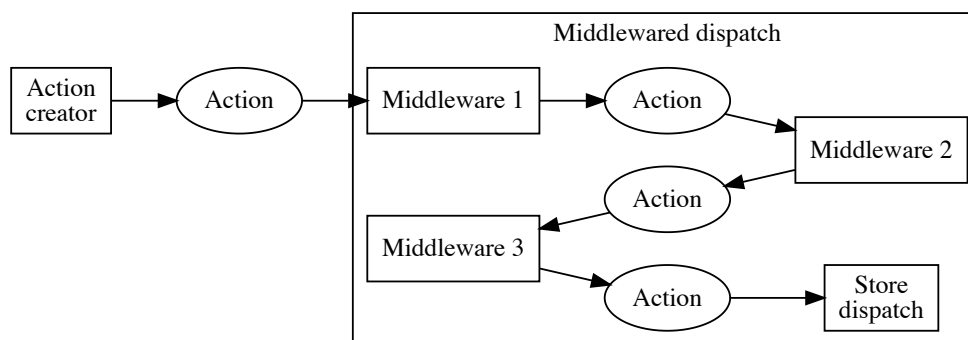 Middlewared dispatch
Action
creator
Action
Middleware 1
Action
Middleware 2
Action
Middleware 3
Action
Store
dispatch